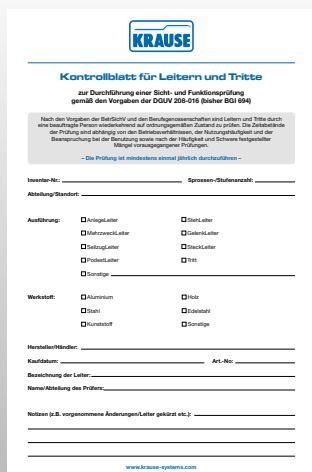 KRAUSE
Kontrollblatt für Leitern und Tritte
zur Durchführung einer Sicht- und Funktionsprüfung
gemäß den Vorgaben der DGUV 208-016 (bisher BGI 694)
Nach den Vorgaben der BetrSichV und den Berufsgenossenschaften sind Leitern und Tritte durch
eine beauftragte Person wiederkehrend auf ordnungsgemäßen Zustand zu prüfen. Die Zeitabstände
der Prüfung sind abhängig von den Betriebsverhältnissen, der Nutzungshäufigkeit und der
Beanspruchung bei der Benutzung sowie nach der Häufigkeit und Schwere festgestellter
Mängel vorausgegangener Prüfungen.
– Die Prüfung ist mindestens einmal jährlich durchzuführen –
Inventar-Nr.: Sprossen-/Stufenanzahl:
Abteilung/Standort:
Ausführung: AnlegeLeiter StehLeiter
MehrzweckLeiter GelenkLeiter
SeilzugLeiter SteckLeiter
PodestLeiter Tritt
Sonstige
Werkstoff: Aluminium Holz
Stahl Edelstahl
Kunststoff Sonstige
Hersteller/Händler:
Kaufdatum: Art.-No:
Bezeichnung der Leiter:
Name/Abteilung des Prüfers:
Notizen (z.B. vorgenommene Änderungen/Leiter gekürzt etc.):
www.krause-systems.com